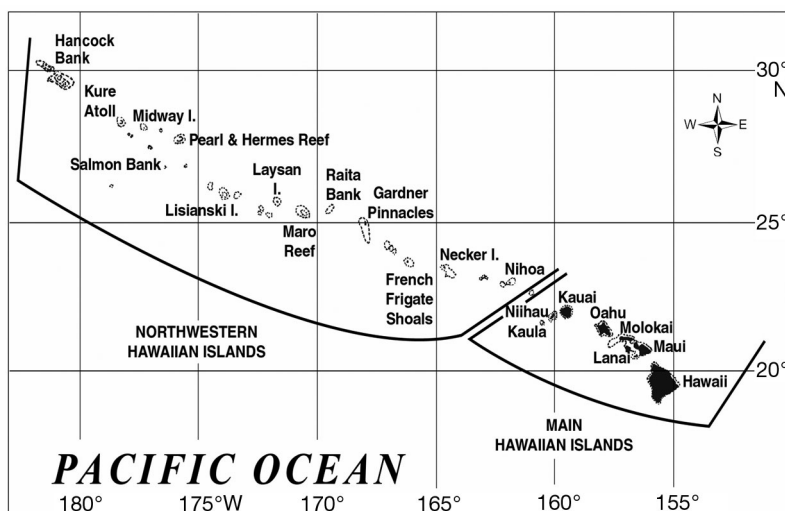 Hancock
Bank
30°
N
Kure
Atoll
Midway I.
N
W E
S
Pearl & Hermes Reef
Salmon Bank
Laysan
I.
Raita
Bank
Gardner
Pinnacles
Lisianski I.
Maro
Reef
25°
Necker I.
Nihoa
French
Frigate
Shoals
Kauai
Niihau
Kaula
Oahu
Molokai
Maui
Lanai
Hawaii
20°
NORTHWESTERN
HAWAIIAN ISLANDS
MAIN
HAWAIIAN ISLANDS
PACIFIC OCEAN
180° 175°W 170° 165° 160° 155°